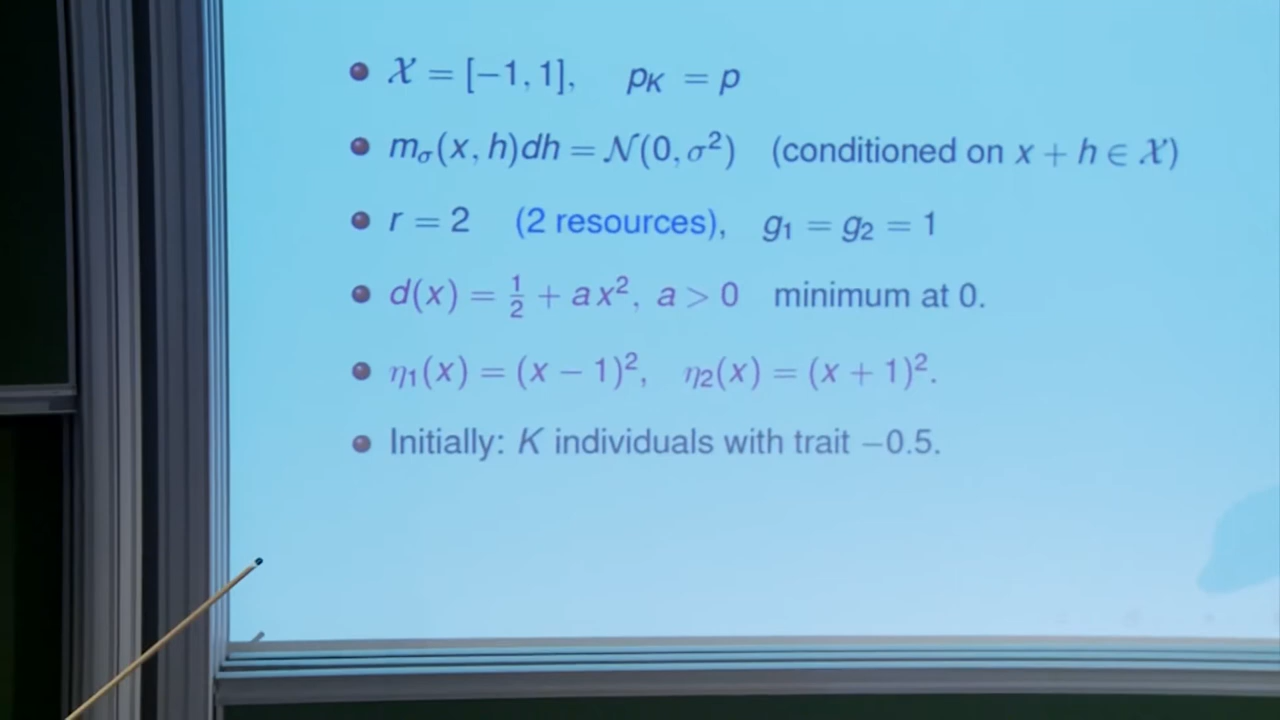 • 𝒳 = [−1, 1], p_K = p
• m_σ(x, h)dh = 𝒩(0, σ²) (conditioned on x + h ∈ 𝒳)
• r = 2 (2 resources), g₁ = g₂ = 1
• d(x) = ½ + ax², a > 0 minimum at 0.
• η₁(x) = (x − 1)², η₂(x) = (x + 1)².
• Initially: K individuals with trait −0.5.